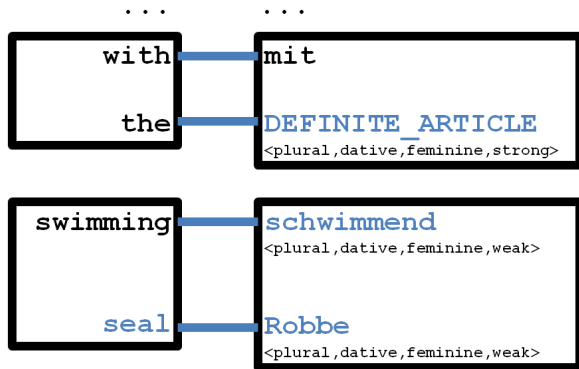 ... ...
with mit
the DEFINITE_ARTICLE
<plural,dative,feminine,strong>
swimming schwimmend
<plural,dative,feminine,weak>
seal Robbe
<plural,dative,feminine,weak>